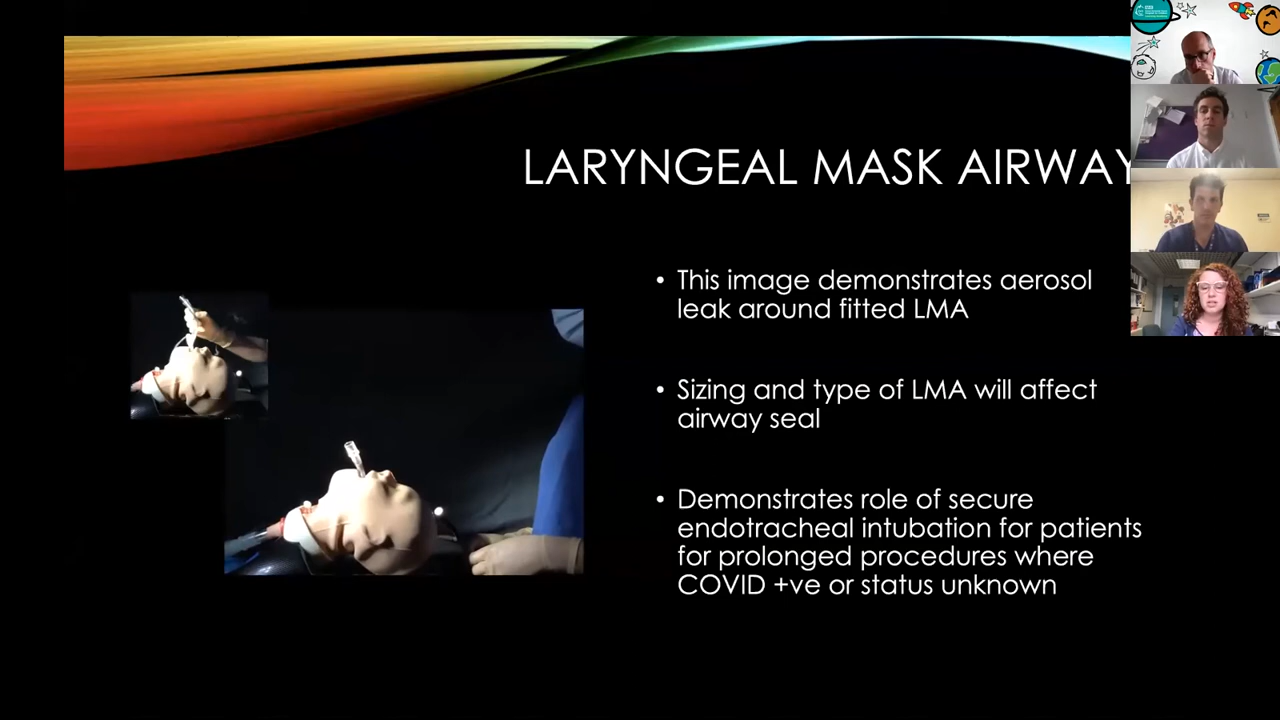 LARYNGEAL MASK AIRWAY
• This image demonstrates aerosol
leak around fitted LMA
• Sizing and type of LMA will affect
airway seal
• Demonstrates role of secure
endotracheal intubation for patients
for prolonged procedures where
COVID +ve or status unknown